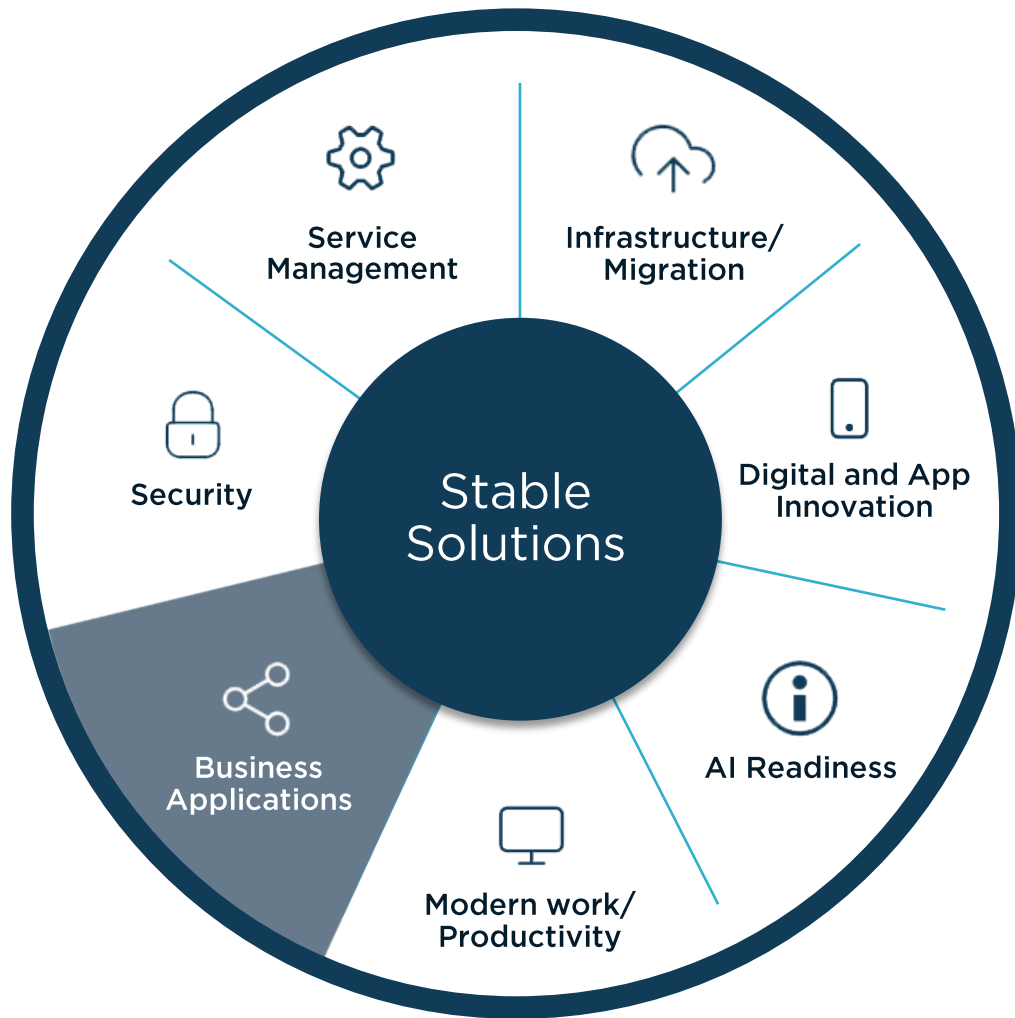 Service
Management
Infrastructure/
Migration
Security
Stable
Solutions
Digital and App
Innovation
Business
Applications
AI Readiness
Modern work/
Productivity